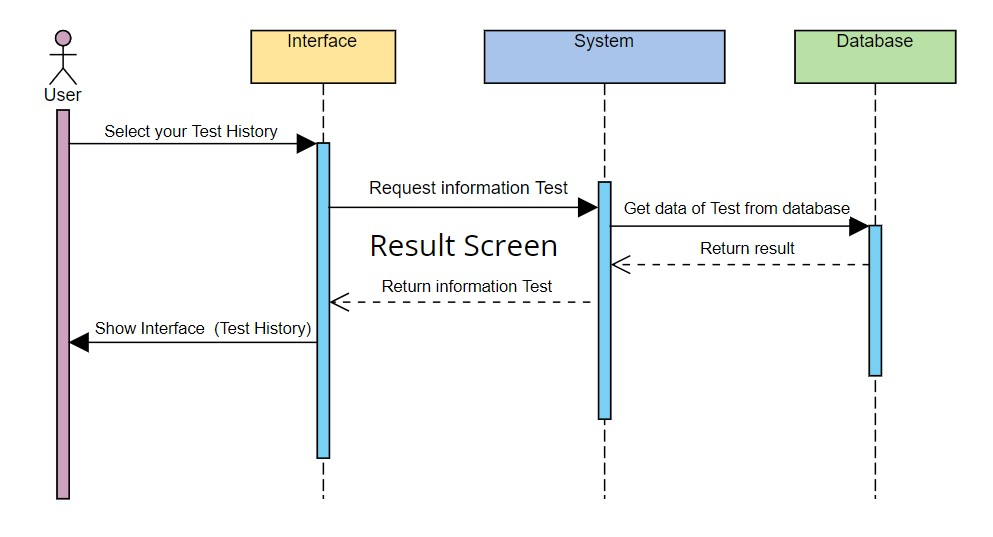 Interface
System
Database
User
Select your Test History
Request information Test
Get data of Test from database
Result Screen
Return result
Return information Test
Show Interface  (Test History)